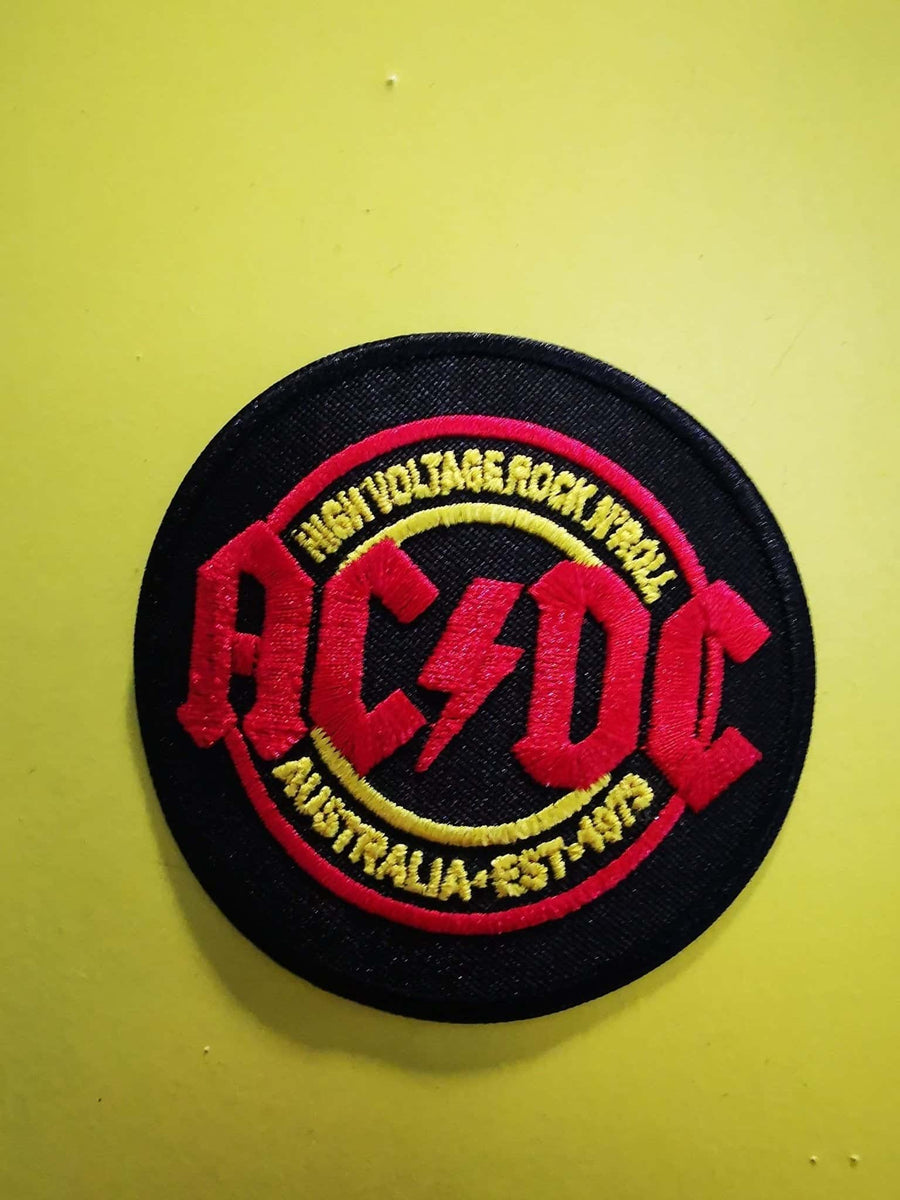 HIGH VOLTAGE ROCK N'ROLL
AC⚡DC
AUSTRALIA·EST·1973